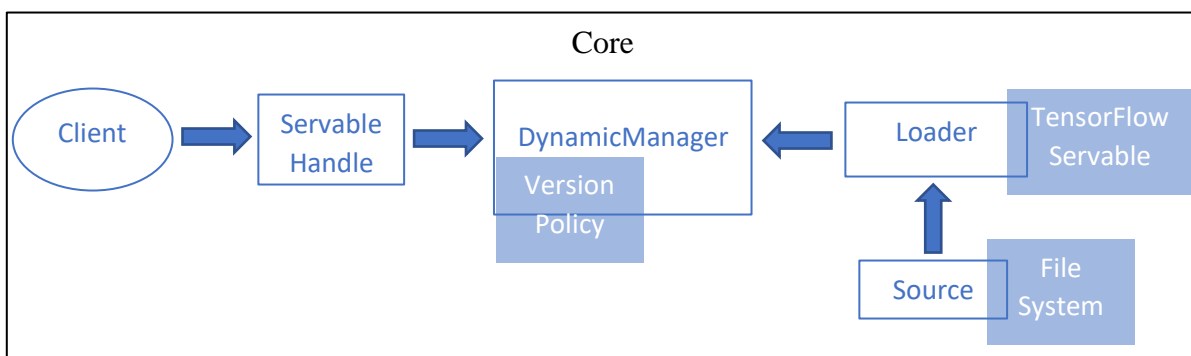 Core
Client
Servable
Handle
DynamicManager
Version
Policy
Loader
TensorFlow
Servable
Source
File
System